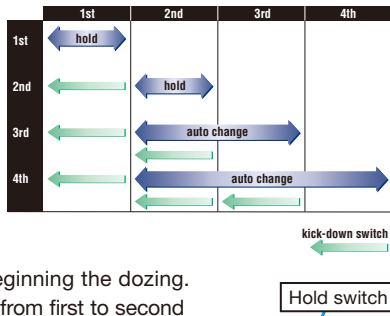 1st 2nd 3rd 4th
1st hold
2nd hold
3rd auto change
4th auto change
kick-down switch
eginning the dozing.
from first to second
Hold switch